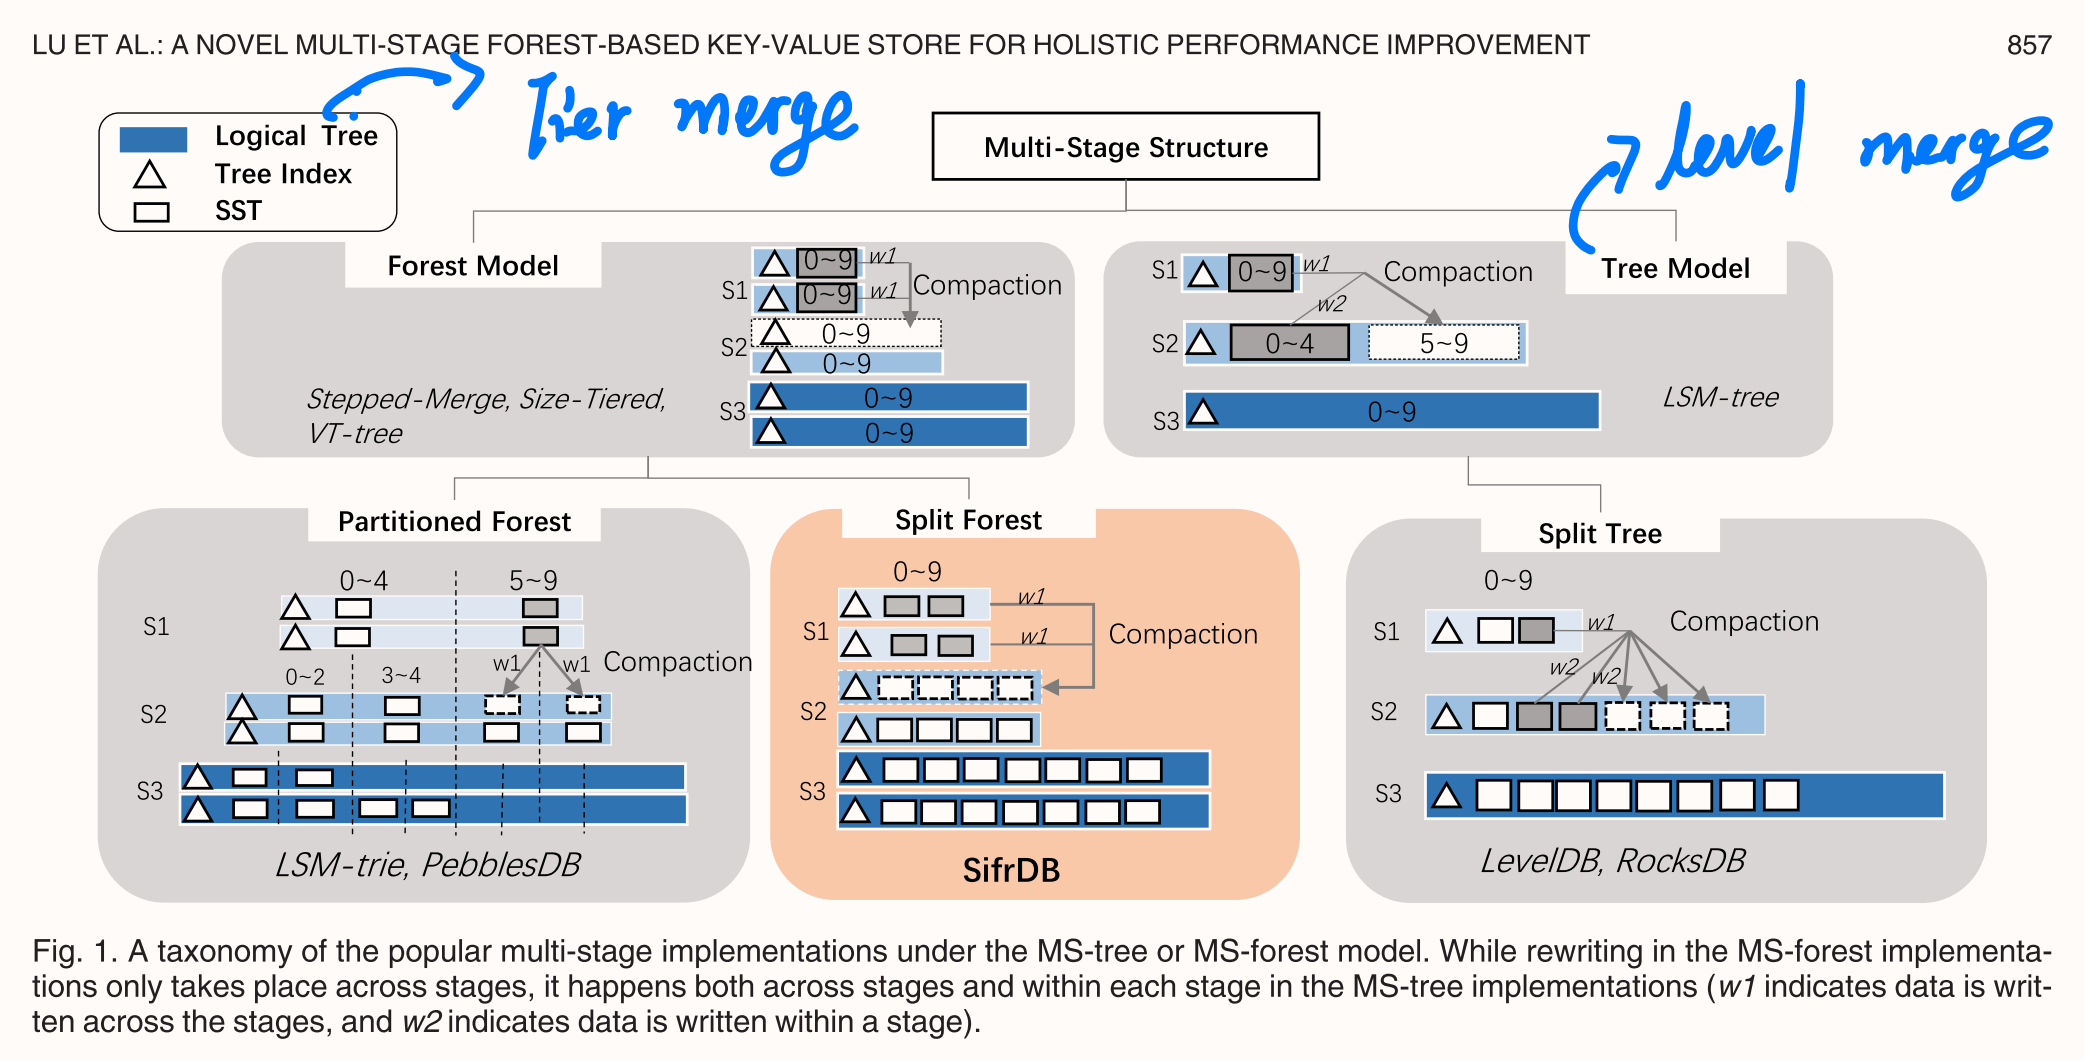 LU ET AL.: A NOVEL MULTI-STAGE FOREST-BASED KEY-VALUE STORE FOR HOLISTIC PERFORMANCE IMPROVEMENT 857
Tier merge
level merge
Logical Tree
Tree Index
SST
Multi-Stage Structure
Forest Model
S1
0~9 w1
0~9 w1
Compaction
S2
0~9
0~9
S3
0~9
0~9
Stepped-Merge, Size-Tiered,
VT-tree
Tree Model
S1 0~9 w1 Compaction
w2
S2 0~4 5~9
S3 0~9
LSM-tree
Partitioned Forest
0~4 5~9
S1
w1 w1 Compaction
0~2 3~4
S2
S3
LSM-trie, PebblesDB
Split Forest
0~9
w1
S1 w1 Compaction
S2
S3
SifrDB
Split Tree
0~9
S1 w1 Compaction
w2 w2
S2
S3
LevelDB, RocksDB
Fig. 1. A taxonomy of the popular multi-stage implementations under the MS-tree or MS-forest model. While rewriting in the MS-forest implementa-
tions only takes place across stages, it happens both across stages and within each stage in the MS-tree implementations (w1 indicates data is writ-
ten across the stages, and w2 indicates data is written within a stage).